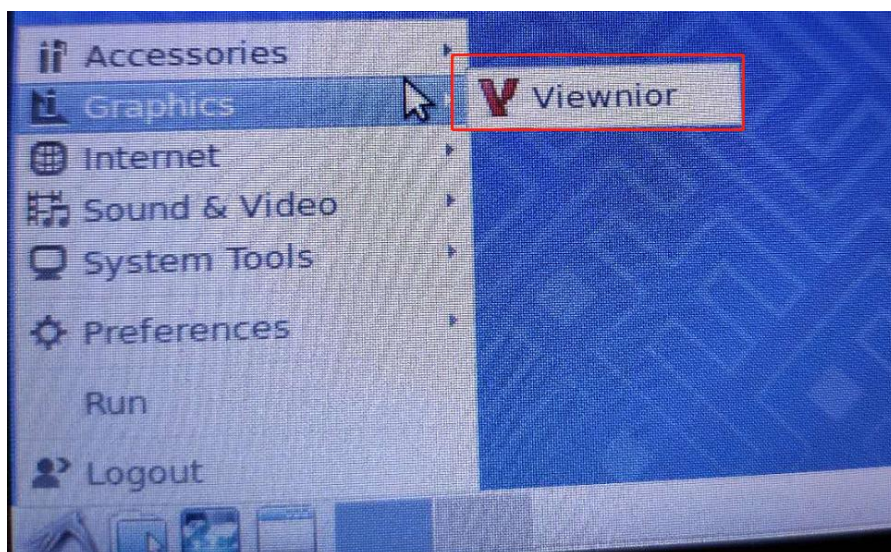 Accessories
Graphics
Viewnior
Internet
Sound & Video
System Tools
Preferences
Run
Logout